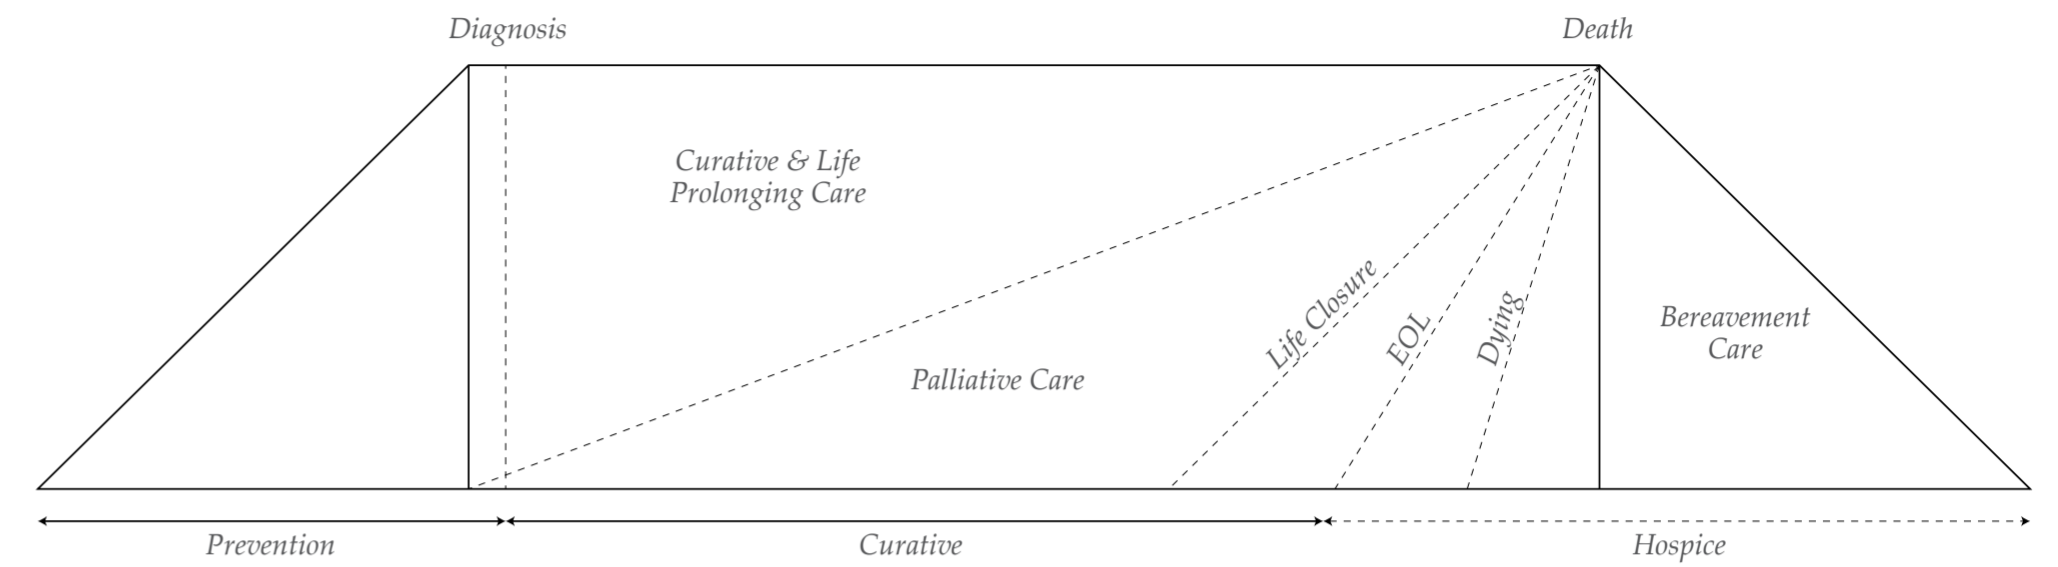 Diagnosis
Death
Curative & Life
Prolonging Care
Palliative Care
Life Closure
EOL
Dying
Bereavement
Care
Prevention
Curative
Hospice